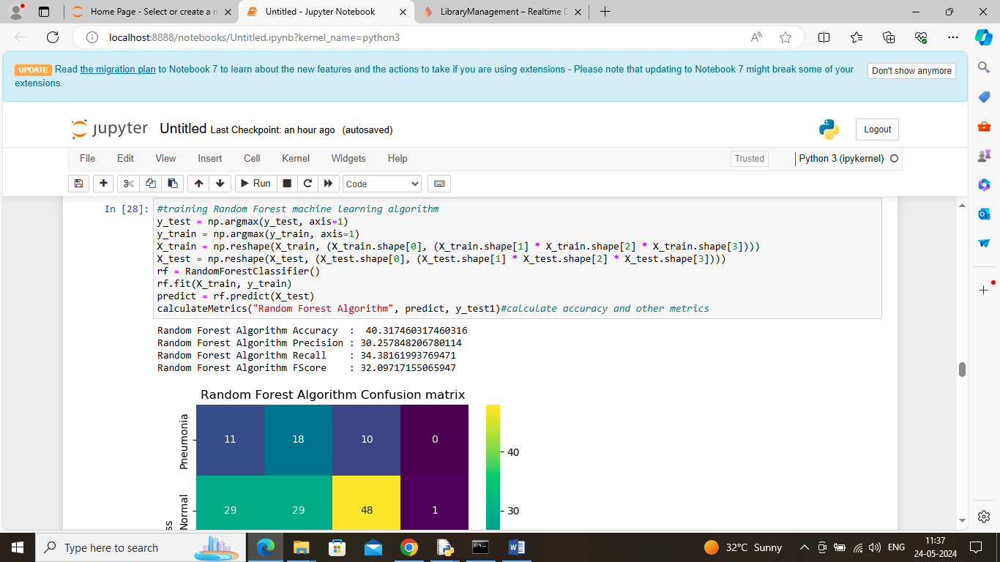 Home Page - Select or create a n
Untitled - Jupyter Notebook
LibraryManagement – Realtime D
localhost:8888/notebooks/Untitled.ipynb?kernel_name=python3
UPDATE Read the migration plan to Notebook 7 to learn about the new features and the actions to take if you are using extensions - Please note that updating to Notebook 7 might break some of your
extensions.
Don't show anymore
jupyter Untitled Last Checkpoint: an hour ago (autosaved)
Logout
File Edit View Insert Cell Kernel Widgets Help
Trusted
Python 3 (ipykernel)
Run
Code
In [28]:
#training Random Forest machine learning algorithm
y_test = np.argmax(y_test, axis=1)
y_train = np.argmax(y_train, axis=1)
X_train = np.reshape(X_train, (X_train.shape[0], (X_train.shape[1] * X_train.shape[2] * X_train.shape[3])))
X_test = np.reshape(X_test, (X_test.shape[0], (X_test.shape[1] * X_test.shape[2] * X_test.shape[3])))
rf = RandomForestClassifier()
rf.fit(X_train, y_train)
predict = rf.predict(X_test)
calculateMetrics("Random Forest Algorithm", predict, y_test1)#calculate accuracy and other metrics
Random Forest Algorithm Accuracy  :  40.317460317460316
Random Forest Algorithm Precision : 30.257848206780114
Random Forest Algorithm Recall    : 34.38161993769471
Random Forest Algorithm FScore    : 32.09717155065947
Random Forest Algorithm Confusion matrix
Pneumonia
11 18 10 0
40
Normal
29 29 48 1
30
ss
Type here to search
32°C Sunny
ENG
11:37
24-05-2024